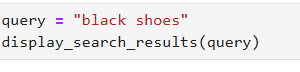 query = "black shoes"
display_search_results(query)